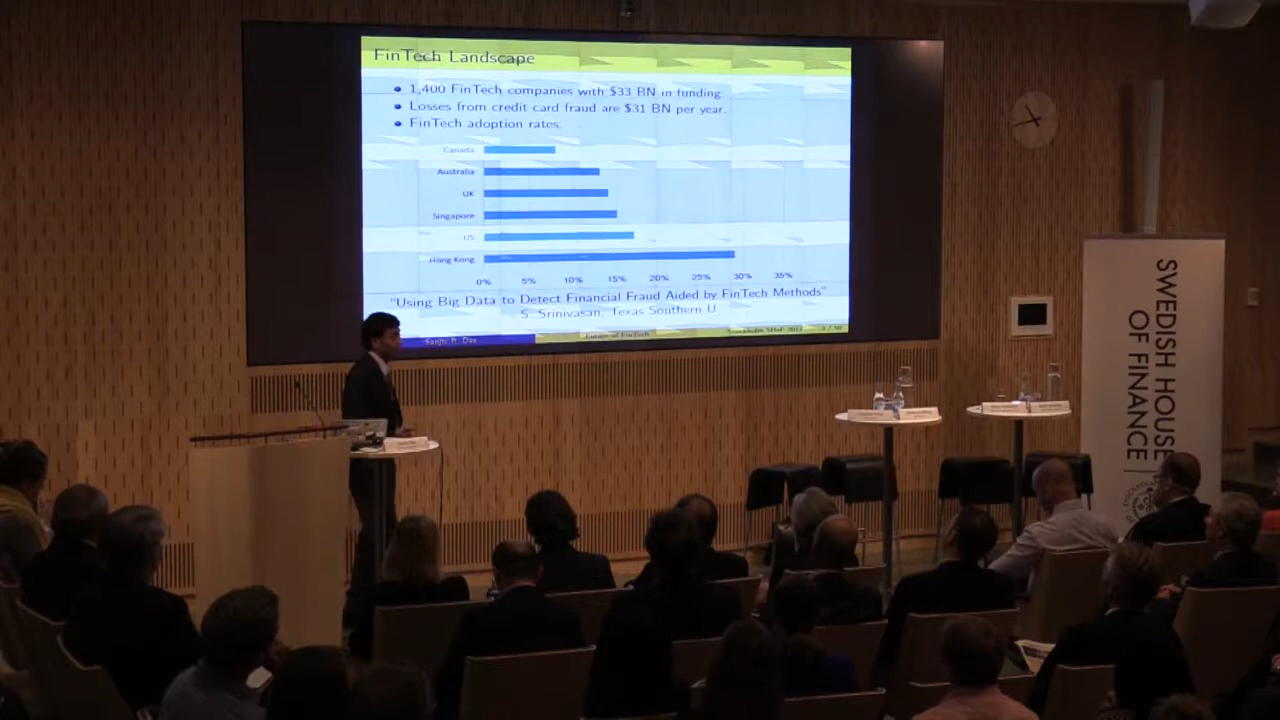 FinTech Landscape
1,400 FinTech companies with $33 BN in funding.
Losses from credit card fraud are $31 BN per year.
FinTech adoption rates.
Canada
Australia
UK
Singapore
US
Hong Kong
0% 5% 10% 15% 20% 25% 30% 35%
"Using Big Data to Detect Financial Fraud Aided by FinTech Methods"
S. Srinivasan, Texas Southern U
Sanjiv R. Das
Future of FinTech
SWEDISH HOUSE
OF FINANCE